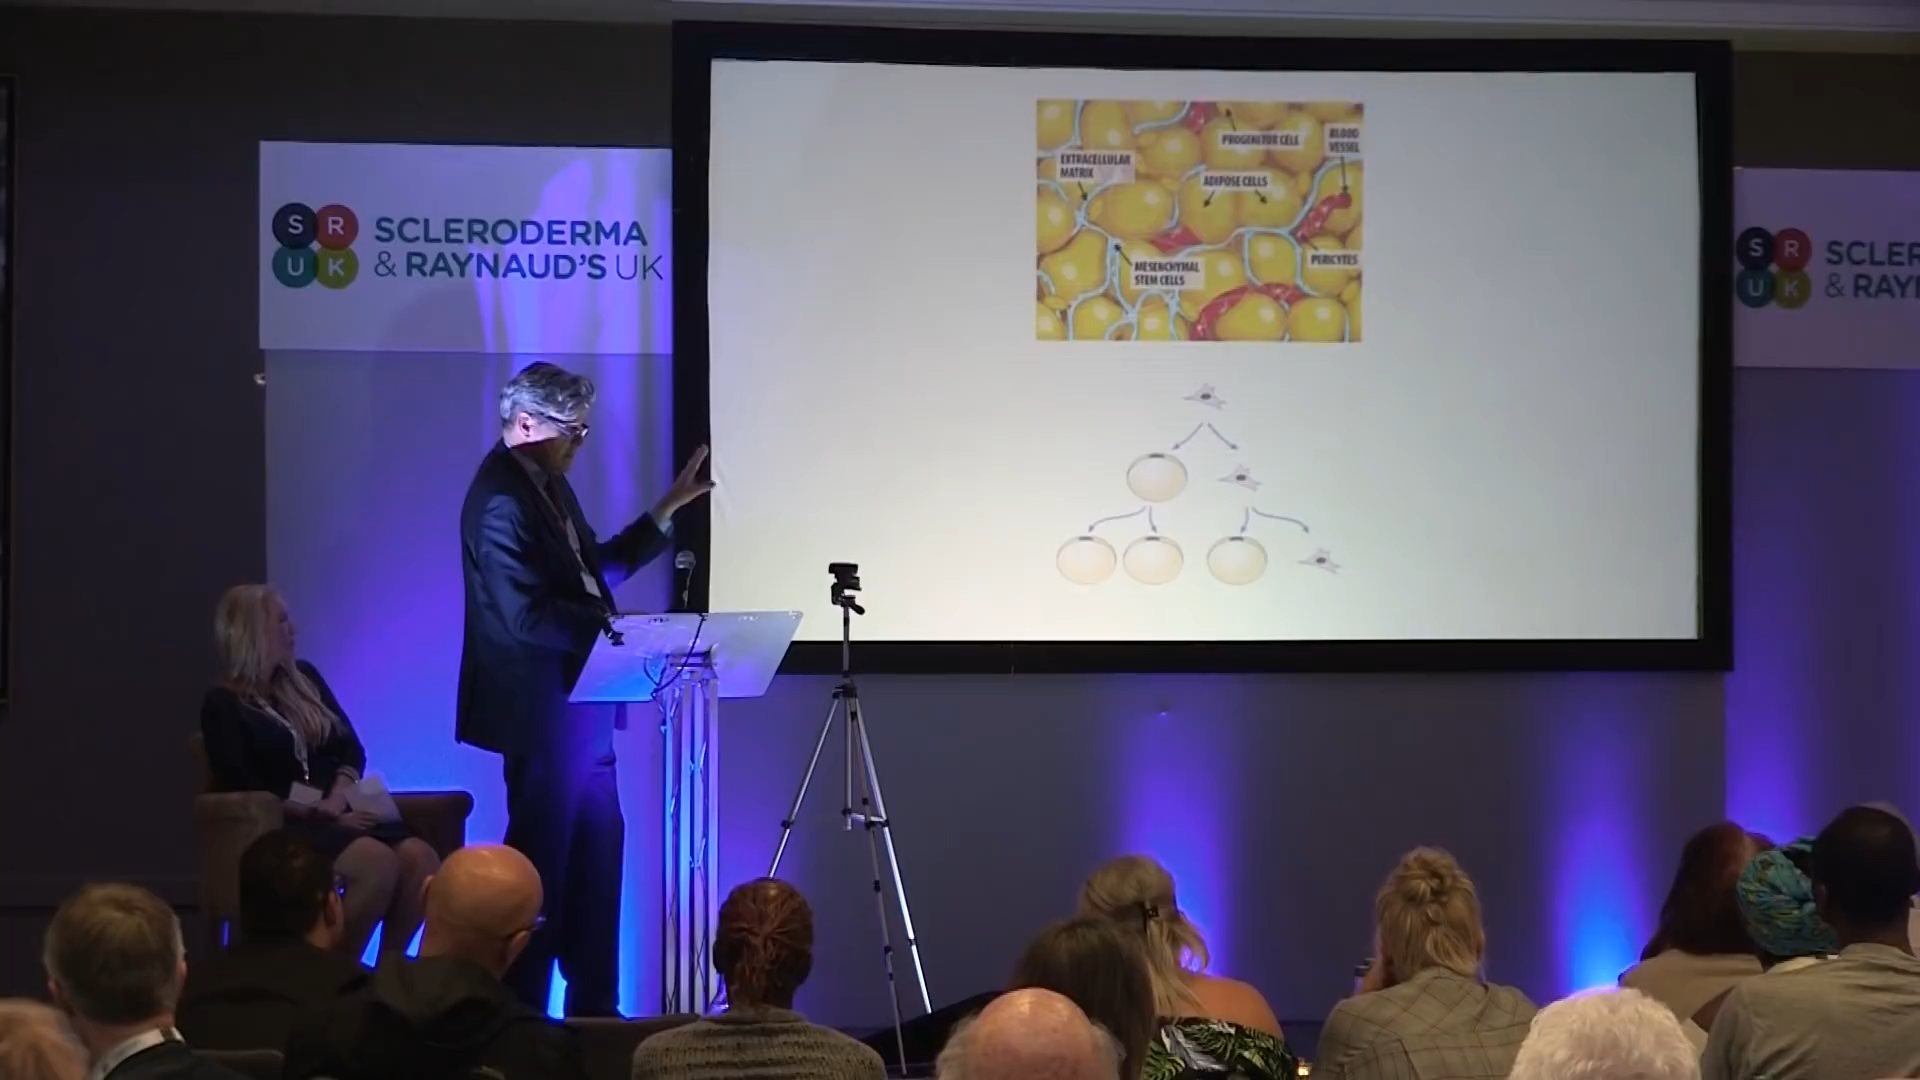 S R
U K
SCLERODERMA
& RAYNAUD'S UK
EXTRACELLULAR
MATRIX
PROGENITOR CELL
BLOOD
VESSEL
ADIPOSE CELLS
MESENCHYMAL
STEM CELLS
PERICYTES
S R
U K
SCLER
& RAYN